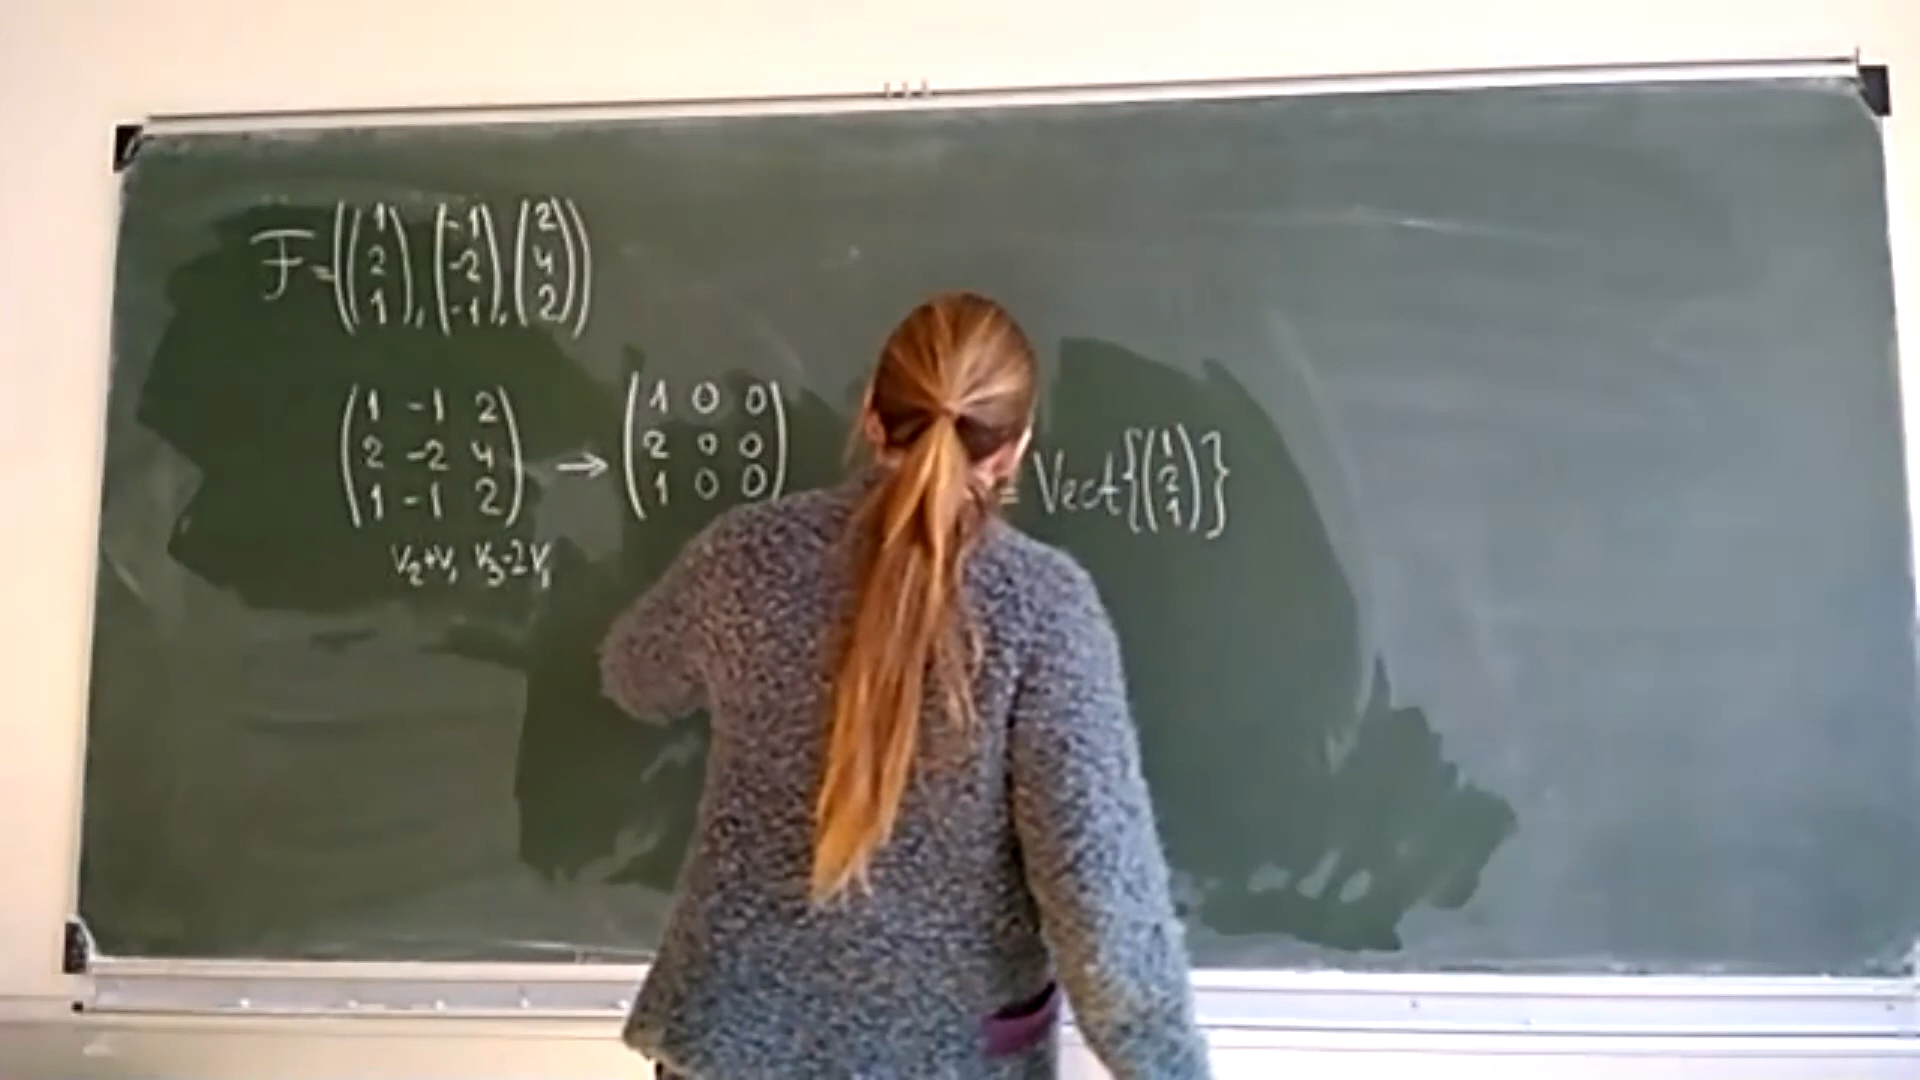 F = ((1 2 1), (-1 -2 -1), (2 4 2))
(1 -1 2) → (1 0 0)
(2 -2 4) (2 0 0) = Vect{(1 2 1)}
(1 -1 2) (1 0 0)
V₂+V₁ V₃-2V₁